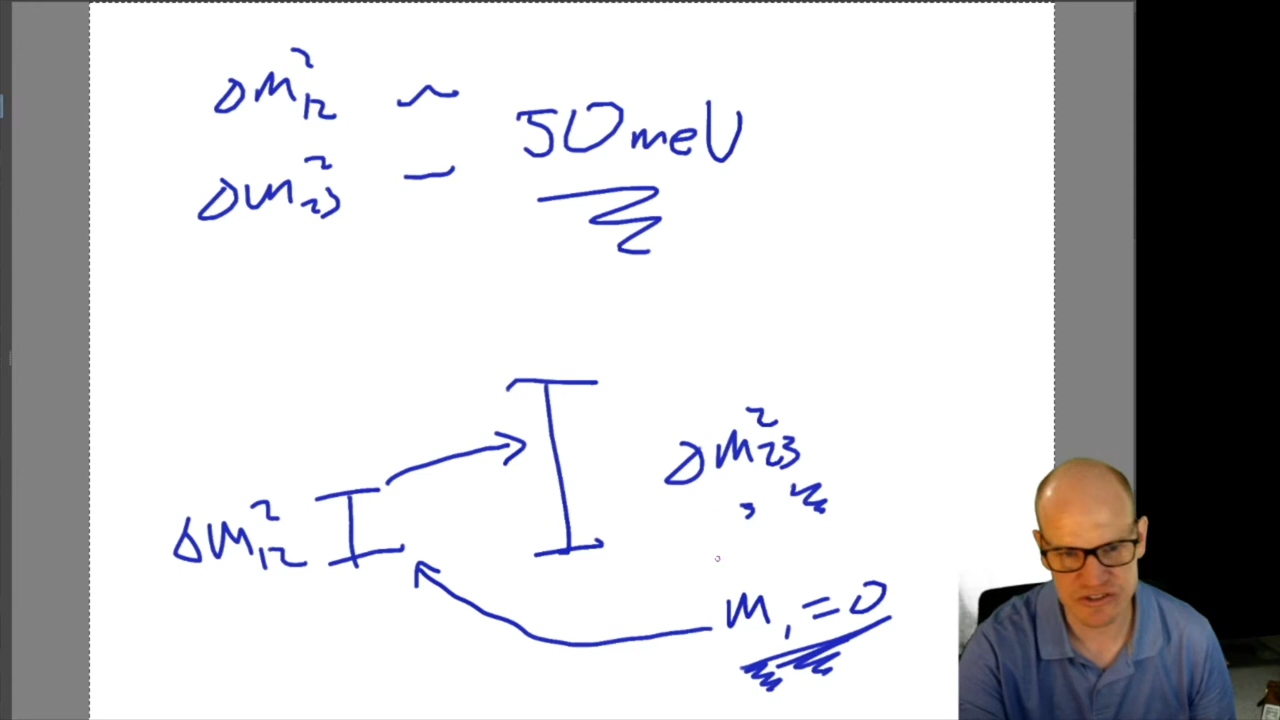 Δm²₁₂ ~
50meV
Δm²₂₃ ~
Δm²₂₃
Δm²₁₂
m₁ = 0